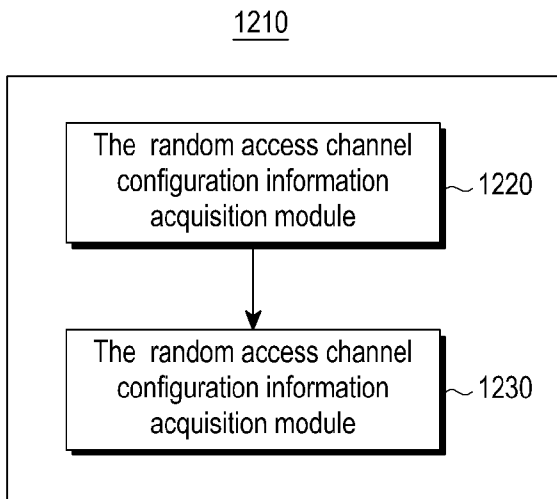 1210
The random access channel
configuration information
acquisition module
1220
The random access channel
configuration information
acquisition module
1230